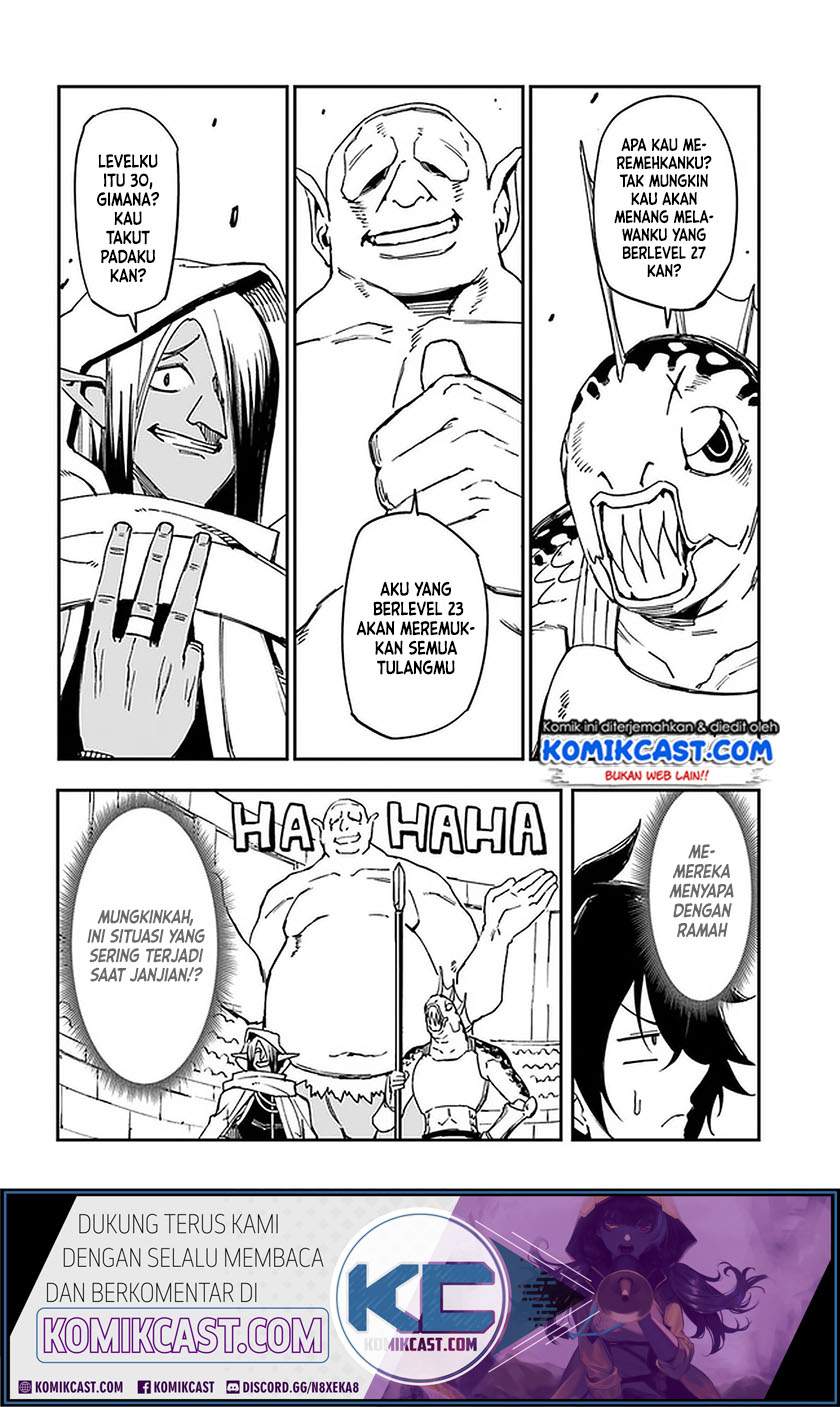 APA KAU ME-
REMEHKANKU?
TAK MUNGKIN
KAU AKAN
MENANG MELA-
WANKU YANG
BERLEVEL 27
KAN?
AKU YANG
BERLEVEL 23
AKAN MEREMUK-
KAN SEMUA
TULANGMU
LEVELKU
ITU 30,
GIMANA?
KAU
TAKUT
PADAKU
KAN?
Komik ini diterjemahkan & diedit oleh
KOMIKCAST.COM
BUKAN WEB LAIN!!
ME-
MEREKA
MENYAPA
DENGAN
RAMAH
HA HAHA
MUNGKINKAH,
INI SITUASI YANG
SERING TERJADI
SAAT JANJIAN!?
DUKUNG TERUS KAMI
DENGAN SELALU MEMBACA
DAN BERKOMENTAR DI
KOMIKCAST.COM
KC
KOMIKCAST.COM
KOMIKCAST.COM KOMIKCAST DISCORD.GG/N8XEKA8